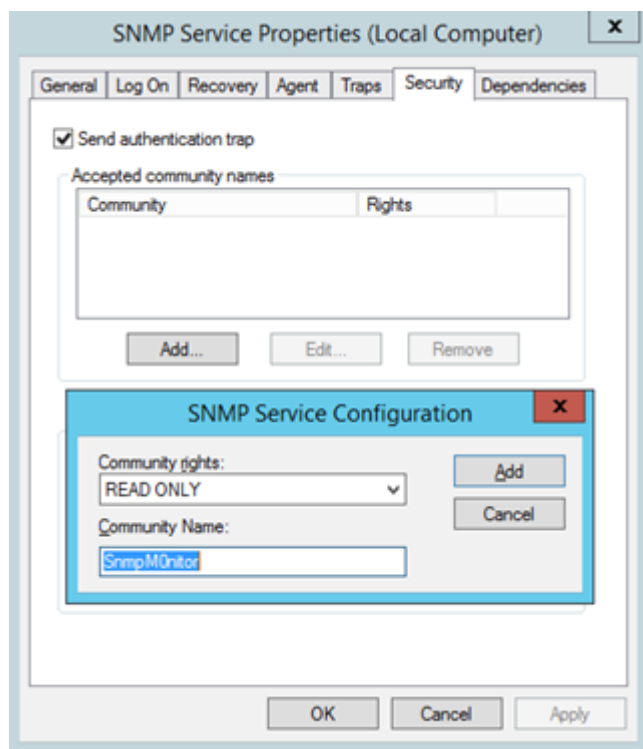 SNMP Service Properties (Local Computer)
x
General Log On Recovery Agent Traps Security Dependencies
Send authentication trap
Accepted community names
Community Rights
Add... Edit... Remove
SNMP Service Configuration
x
Community rights:
READ ONLY
Add
Community Name:
Cancel
SnmpM0nitor
OK Cancel Apply